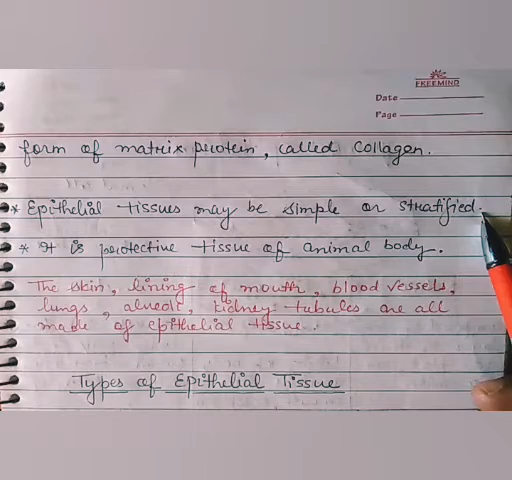 FREEMIND
Date
Page
form of matrix protein, called Collagen.
* Epithelial tissues may be simple or stratified.
* It is protective tissue of animal body.
The skin, lining of mouth, blood vessels,
lungs, alveoli, kidney tubules are all
made of epithelial tissue.
Types of Epithelial Tissue